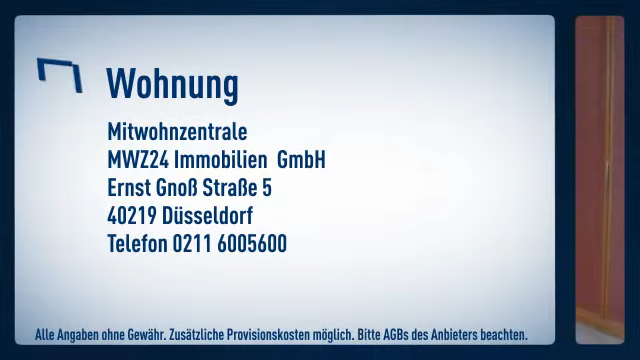 Wohnung
Mitwohnzentrale
MWZ24 Immobilien GmbH
Ernst Gnoß Straße 5
40219 Düsseldorf
Telefon 0211 6005600
Alle Angaben ohne Gewähr. Zusätzliche Provisionskosten möglich. Bitte AGBs des Anbieters beachten.